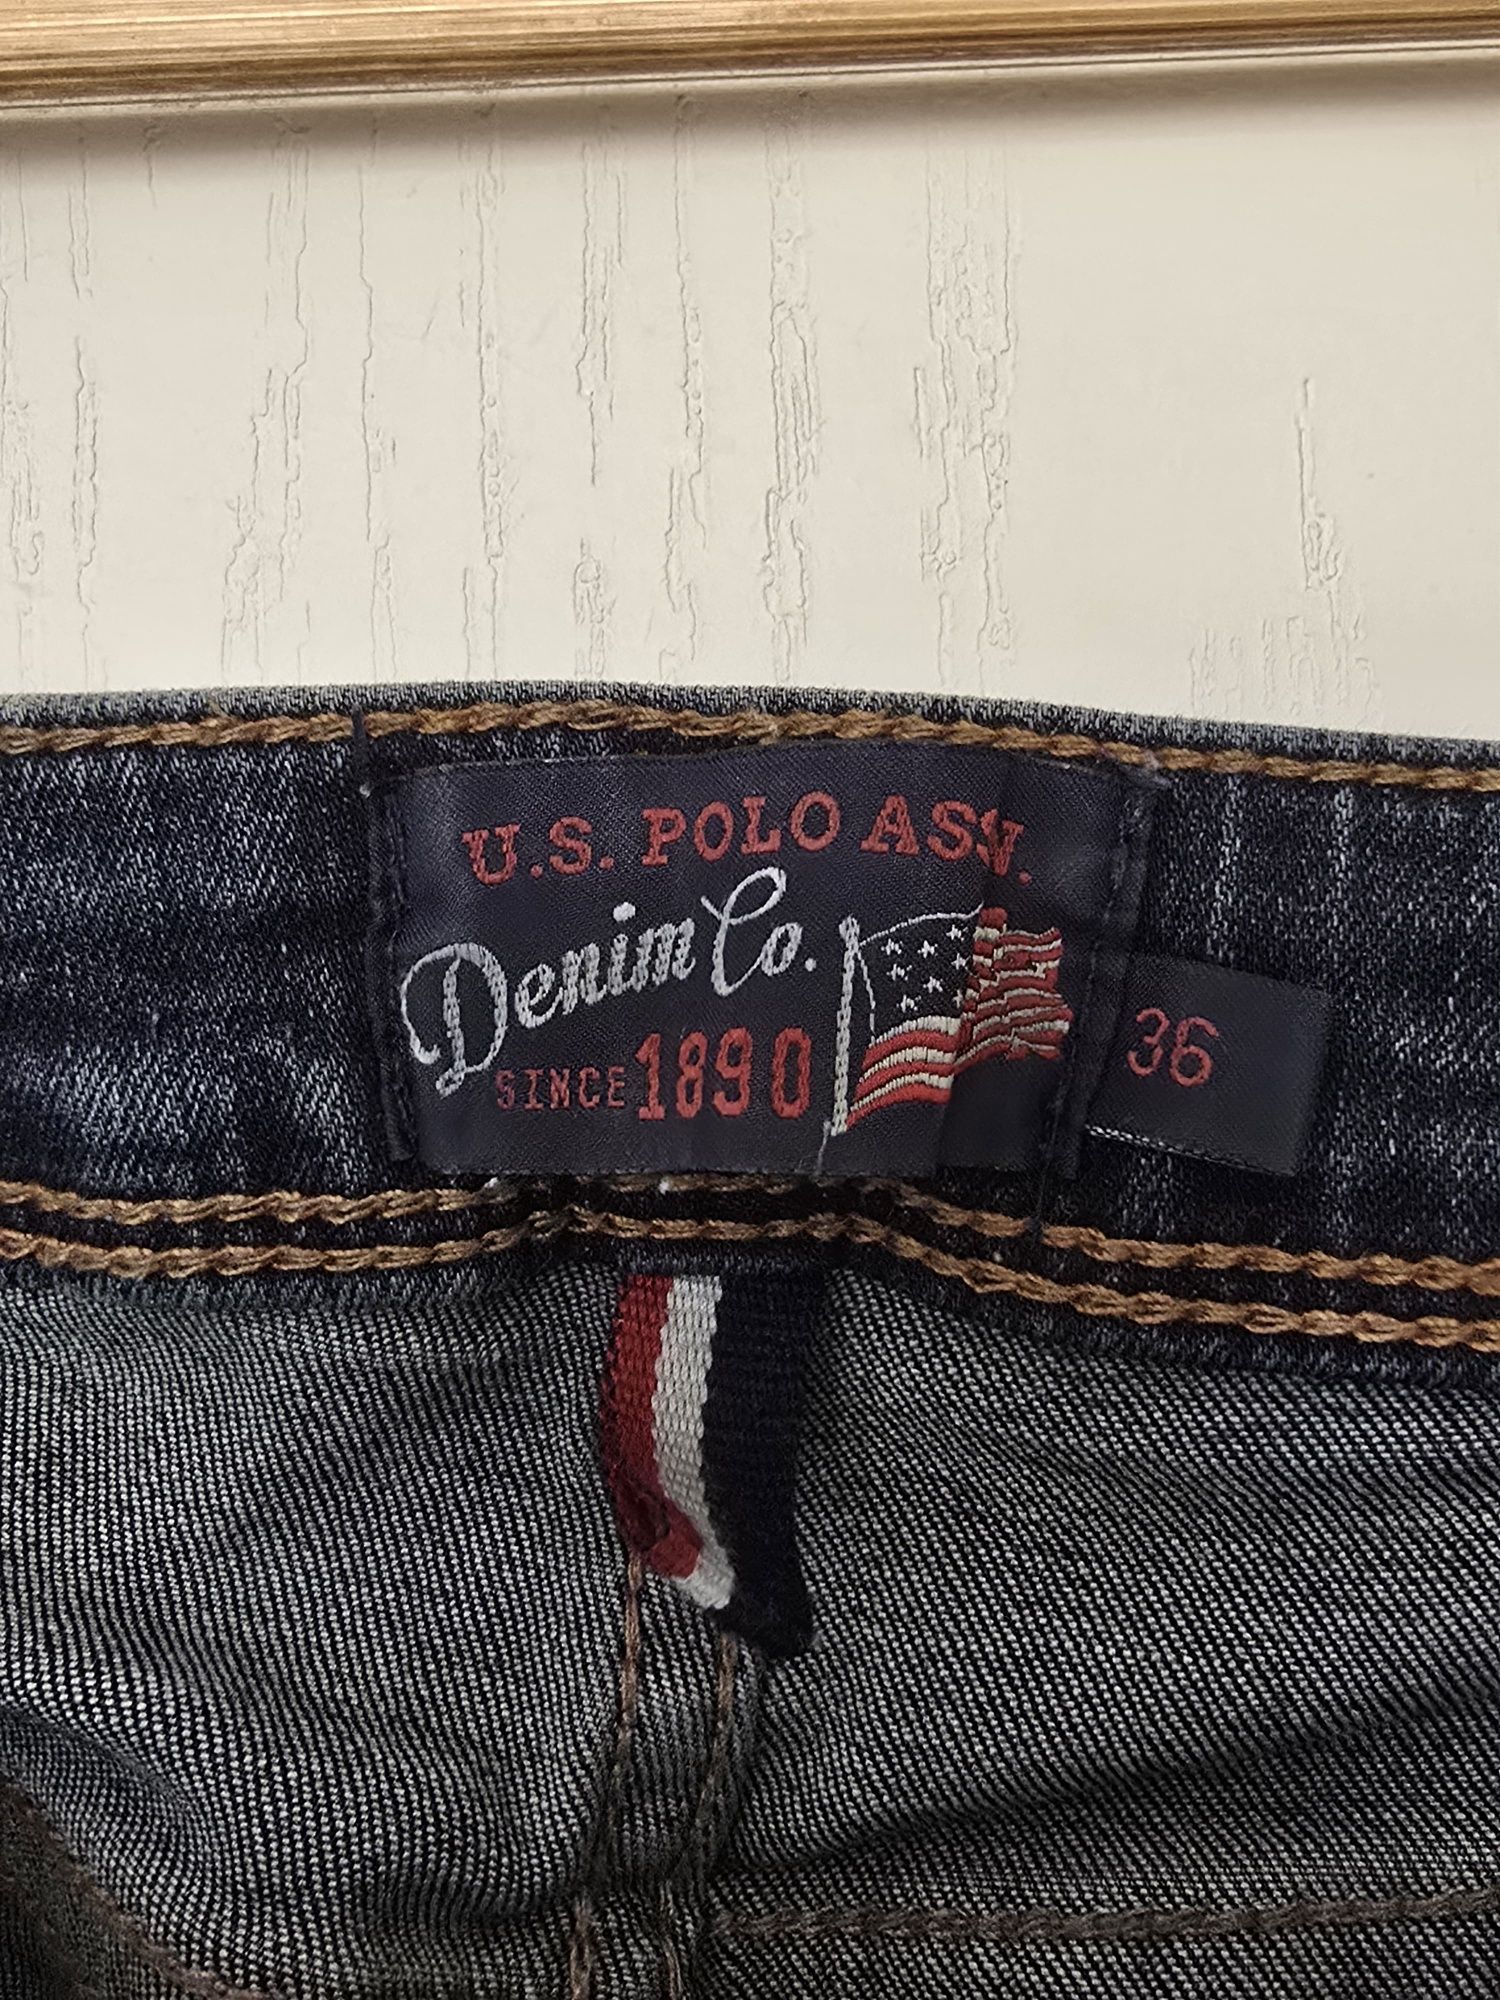 U.S. POLO ASSN.
Denim Co.
SINCE 1890
36